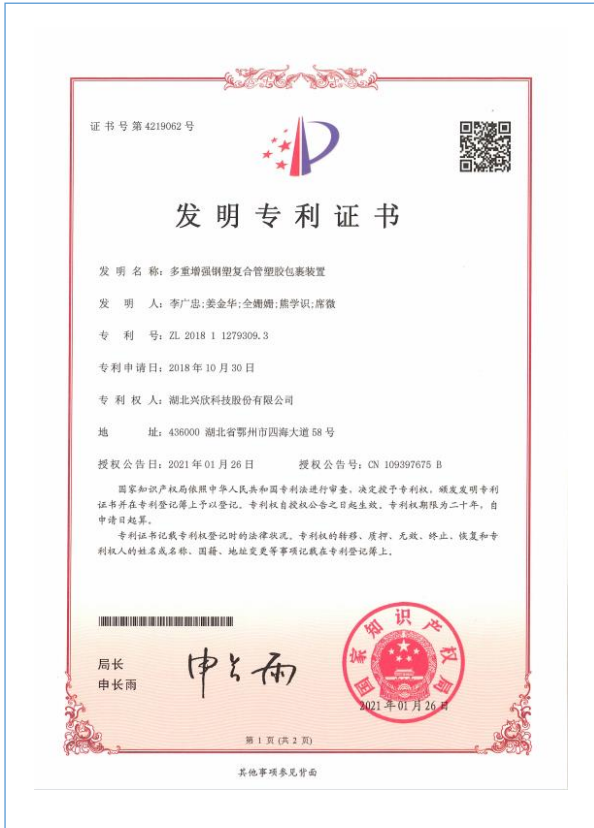 证书号第4219062号
发明专利证书
发明名称：多重增强钢塑复合管塑胶包裹装置
发明人：李广忠;姜金华;全姗姗;熊学识;席微
专利号：ZL 2018 1 1279309.3
专利申请日：2018年10月30日
专利权人：湖北兴欣科技股份有限公司
地址：436000 湖北省鄂州市四海大道58号
授权公告日：2021年01月26日 授权公告号：CN 109397675 B
国家知识产权局依照中华人民共和国专利法进行审查，决定授予专利权，颁发发明专利
证书并在专利登记簿上予以登记。专利权自授权公告之日起生效。专利权期限为二十年，自
申请日起算。
专利证书记载专利权登记时的法律状况。专利权的转移、质押、无效、终止、恢复和专
利权人的姓名或名称、国籍、地址变更等事项记载在专利登记簿上。
局长
申长雨
申长雨
国家知识产权局
2021年01月26日
第 1 页 (共 2 页)
其他事项参见背面